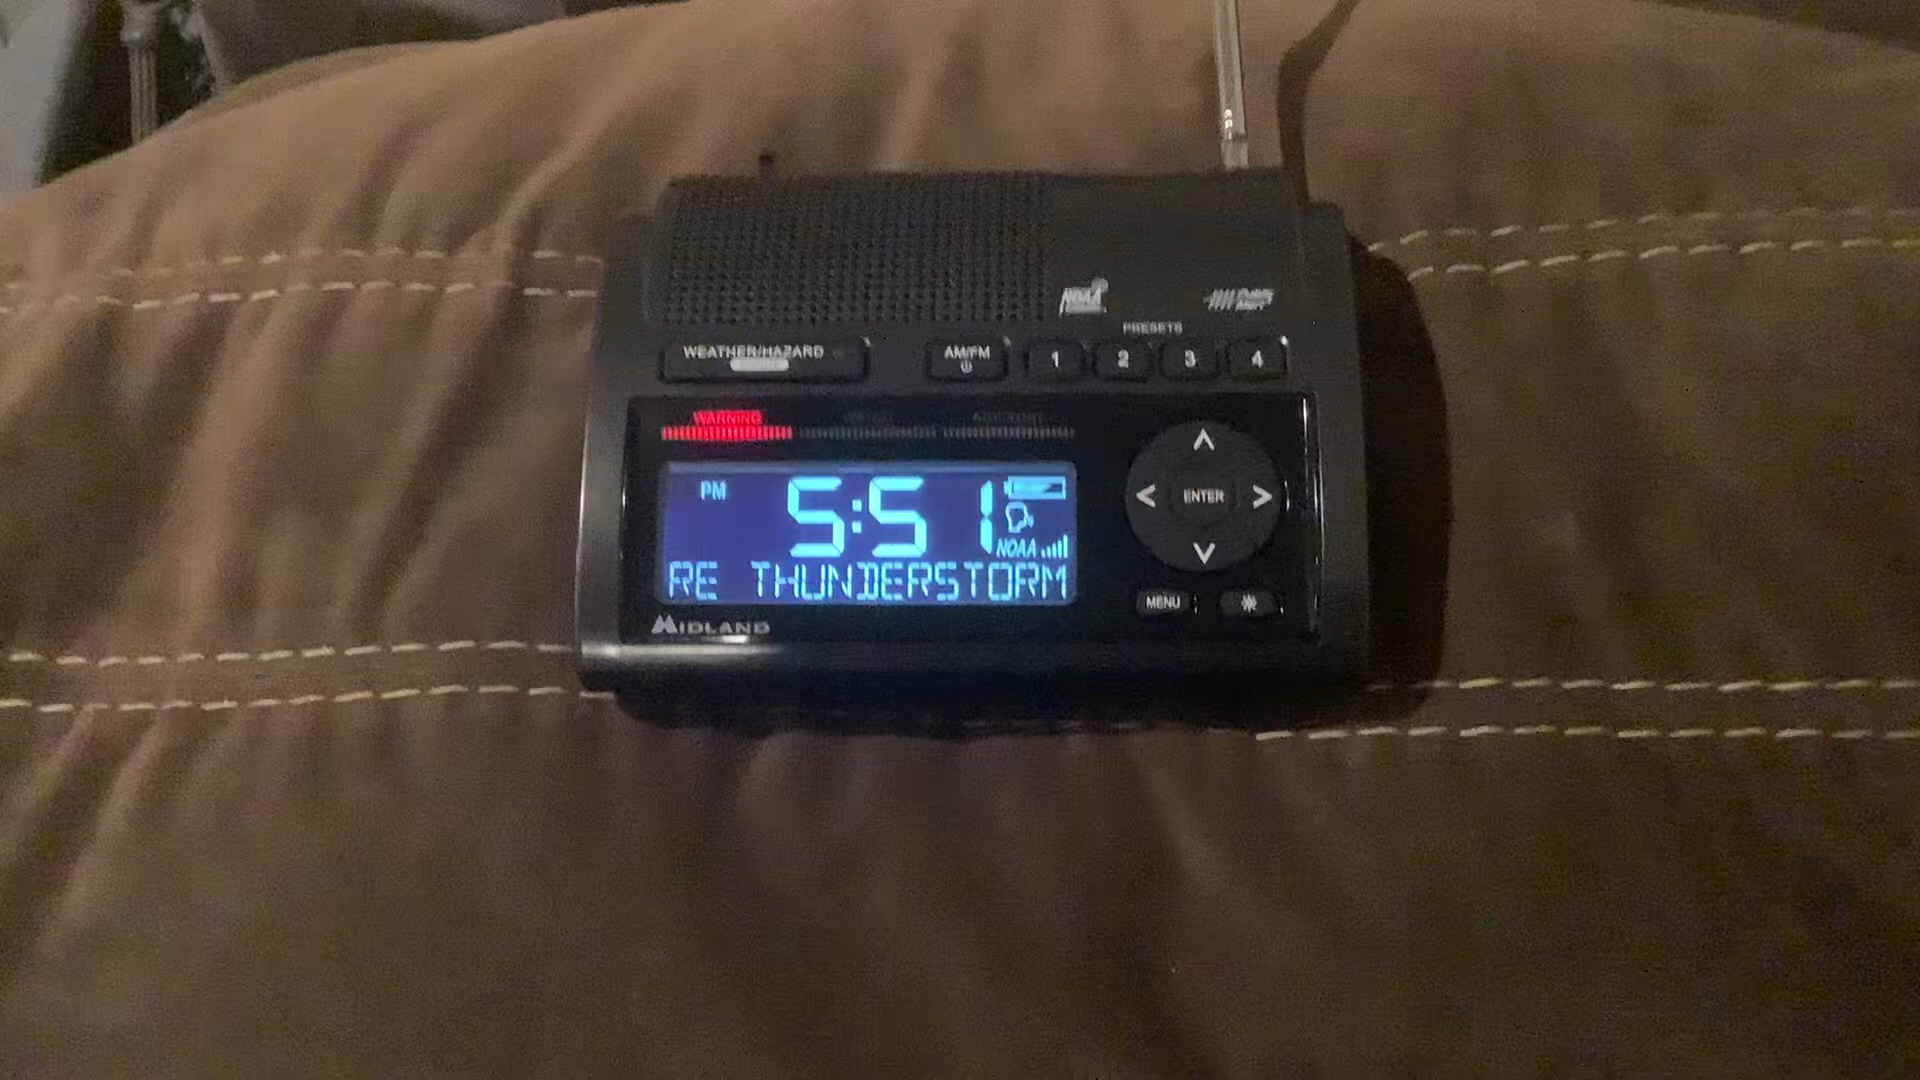 NOAA
PRESETS
WEATHER/HAZARD
AM/FM
1
2
3
4
WARNING
PM
5:51
NOAA
RE THUNDERSTORM
ENTER
MENU
MIDLAND